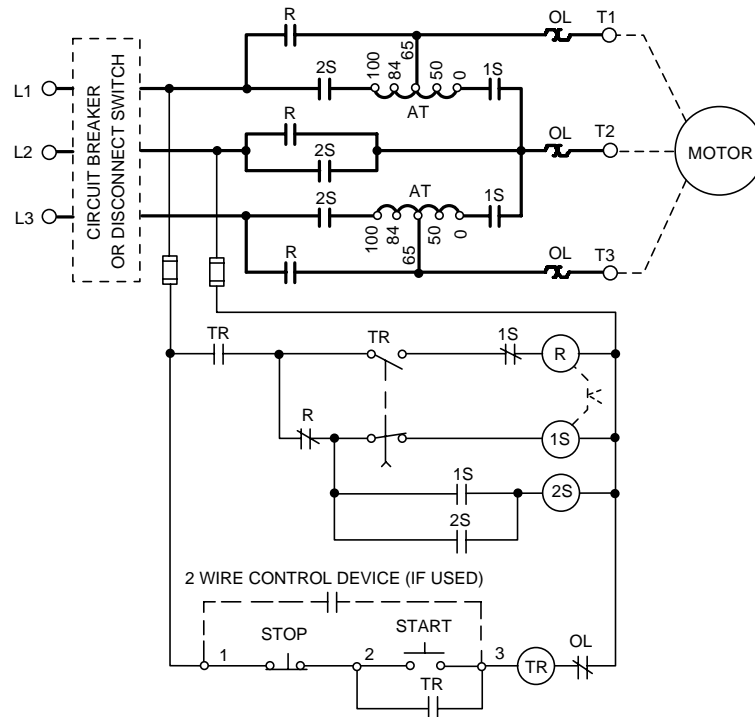 R
OL
T1
2S
100
84
65
50
0
1S
L1
AT
CIRCUIT BREAKER
OR DISCONNECT SWITCH
R
L2
2S
OL
T2
MOTOR
AT
L3
2S
100
84
65
50
0
1S
R
OL
T3
TR
TR
1S
R
R
1S
1S
2S
2S
2 WIRE CONTROL DEVICE (IF USED)
STOP
START
1
2
3
TR
OL
TR